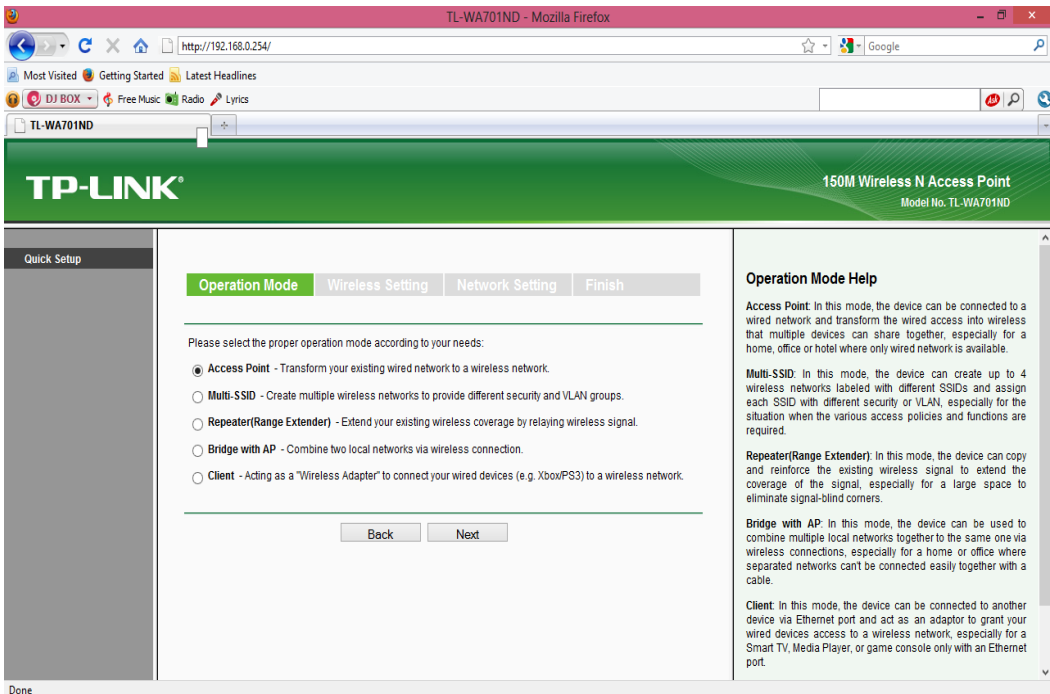 TL-WA701ND - Mozilla Firefox
http://192.168.0.254/
Google
Most Visited Getting Started Latest Headlines
DJ BOX Free Music Radio Lyrics
Ask
TL-WA701ND
TP-LINK®
150M Wireless N Access Point
Model No. TL-WA701ND
Quick Setup
Operation Mode Wireless Setting Network Setting Finish
Please select the proper operation mode according to your needs:
Access Point - Transform your existing wired network to a wireless network.
Multi-SSID - Create multiple wireless networks to provide different security and VLAN groups.
Repeater(Range Extender) - Extend your existing wireless coverage by relaying wireless signal.
Bridge with AP - Combine two local networks via wireless connection.
Client - Acting as a "Wireless Adapter" to connect your wired devices (e.g. Xbox/PS3) to a wireless network.
Back Next
Operation Mode Help
Access Point: In this mode, the device can be connected to a
wired network and transform the wired access into wireless
that multiple devices can share together, especially for a
home, office or hotel where only wired network is available.
Multi-SSID: In this mode, the device can create up to 4
wireless networks labeled with different SSIDs and assign
each SSID with different security or VLAN, especially for the
situation when the various access policies and functions are
required.
Repeater(Range Extender): In this mode, the device can copy
and reinforce the existing wireless signal to extend the
coverage of the signal, especially for a large space to
eliminate signal-blind corners.
Bridge with AP: In this mode, the device can be used to
combine multiple local networks together to the same one via
wireless connections, especially for a home or office where
separated networks can't be connected easily together with a
cable.
Client: In this mode, the device can be connected to another
device via Ethernet port and act as an adaptor to grant your
wired devices access to a wireless network, especially for a
Smart TV, Media Player, or game console only with an Ethernet
port.
Done